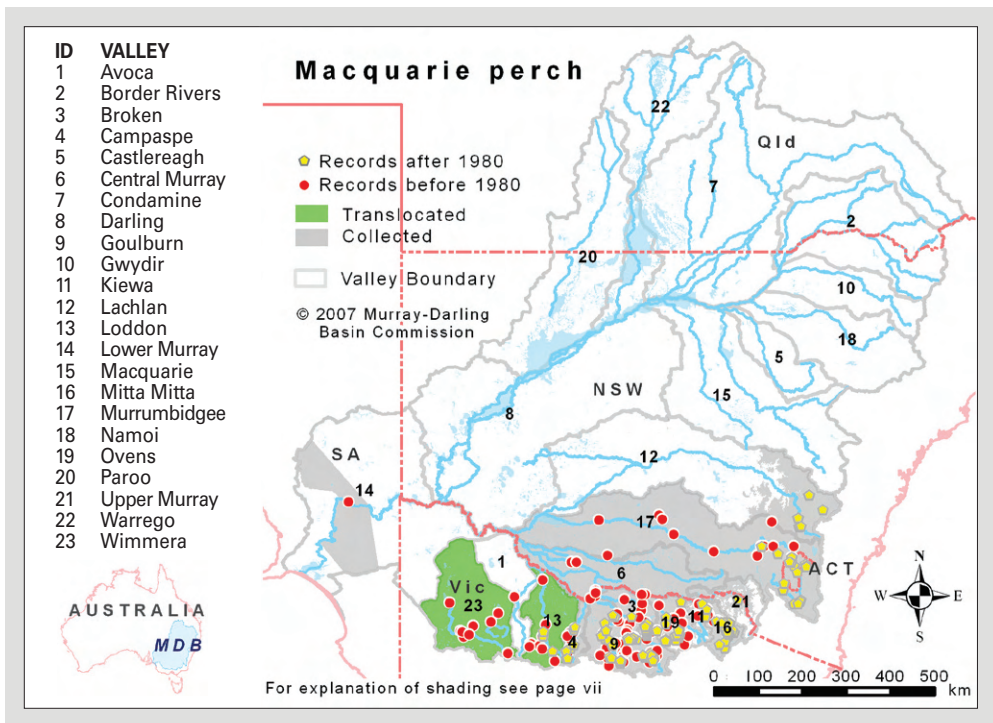 ID VALLEY
1 Avoca
2 Border Rivers
3 Broken
4 Campaspe
5 Castlereagh
6 Central Murray
7 Condamine
8 Darling
9 Goulburn
10 Gwydir
11 Kiewa
12 Lachlan
13 Loddon
14 Lower Murray
15 Macquarie
16 Mitta Mitta
17 Murrumbidgee
18 Namoi
19 Ovens
20 Paroo
21 Upper Murray
22 Warrego
23 Wimmera
Macquarie perch
Records after 1980
Records before 1980
Translocated
Collected
Valley Boundary
© 2007 Murray-Darling
Basin Commission
22
Qld
7
2
20
10
18
5
NSW
15
8
12
SA
14
17
ACT
1
6
Vic
23
13
4
3
9
19
11
16
21
AUSTRALIA
MDB
N
W E
S
For explanation of shading see page vii
0 100 200 300 400 500
km